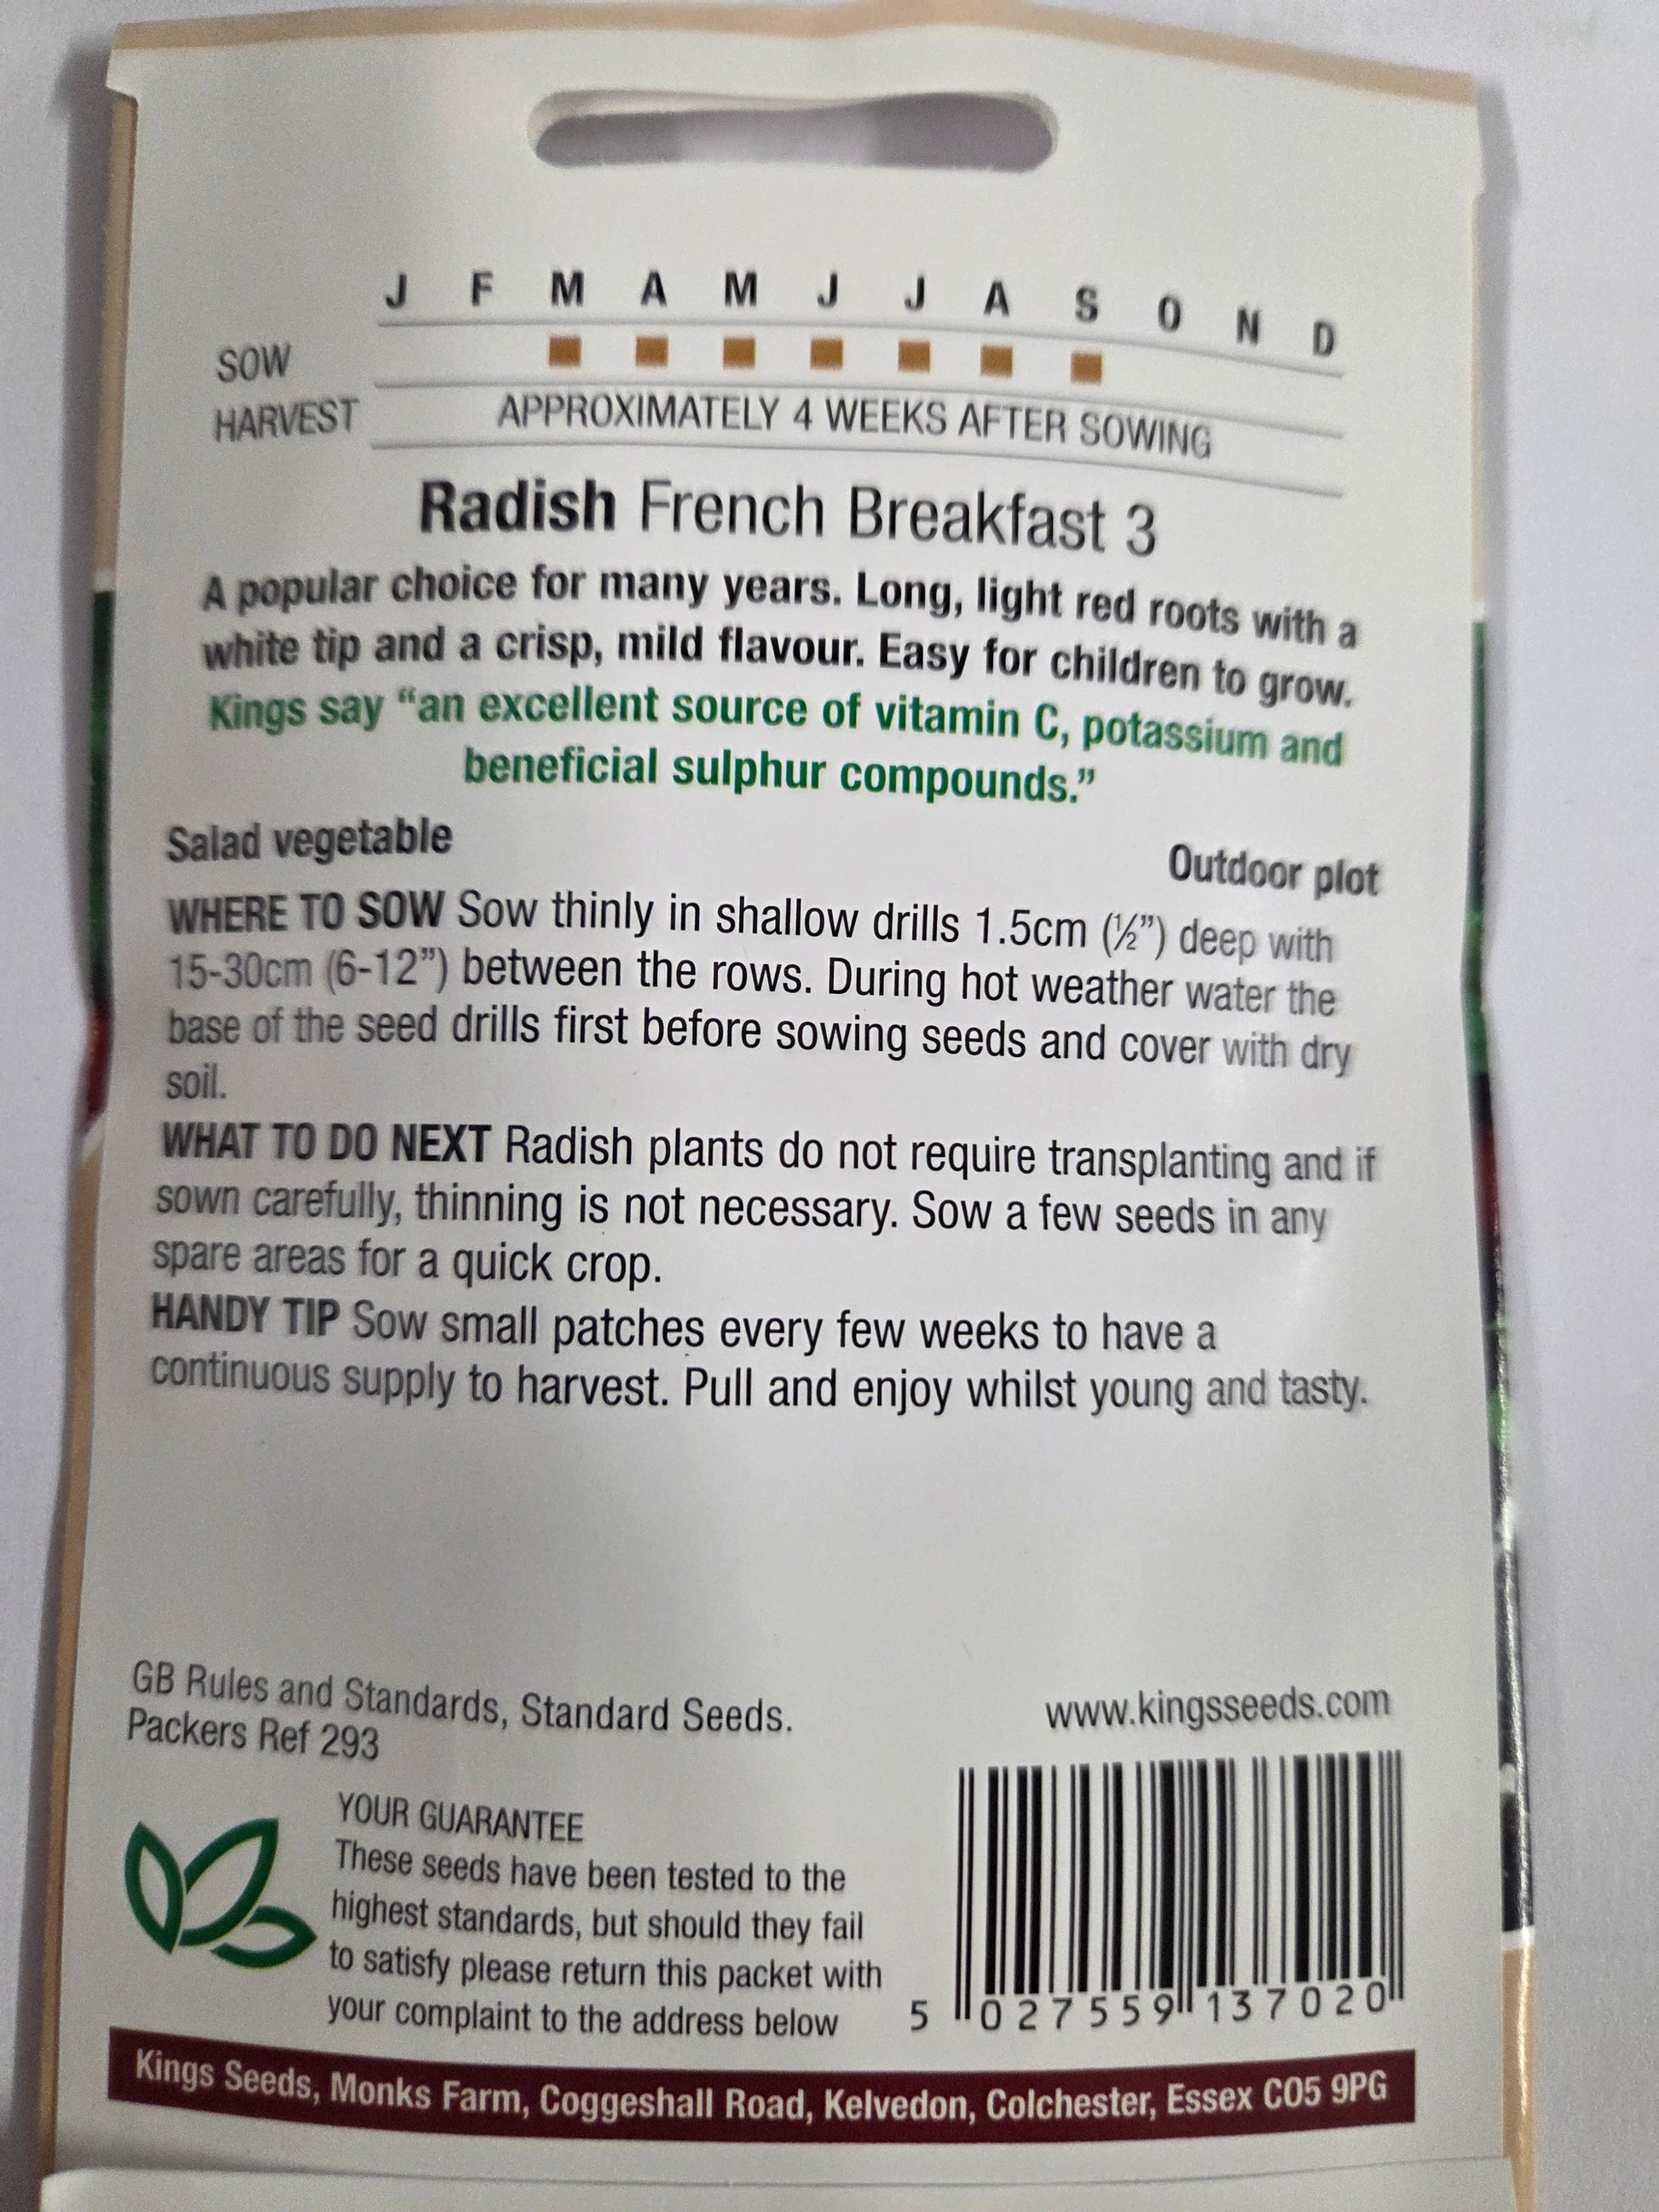 J F M A M J J A S O N D
SOW
HARVEST APPROXIMATELY 4 WEEKS AFTER SOWING
Radish French Breakfast 3
A popular choice for many years. Long, light red roots with a
white tip and a crisp, mild flavour. Easy for children to grow.
Kings say “an excellent source of vitamin C, potassium and
beneficial sulphur compounds.”
Salad vegetable Outdoor plot
WHERE TO SOW Sow thinly in shallow drills 1.5cm (½”) deep with
15-30cm (6-12”) between the rows. During hot weather water the
base of the seed drills first before sowing seeds and cover with dry
soil.
WHAT TO DO NEXT Radish plants do not require transplanting and if
sown carefully, thinning is not necessary. Sow a few seeds in any
spare areas for a quick crop.
HANDY TIP Sow small patches every few weeks to have a
continuous supply to harvest. Pull and enjoy whilst young and tasty.
GB Rules and Standards, Standard Seeds.
Packers Ref 293
www.kingsseeds.com
YOUR GUARANTEE
These seeds have been tested to the
highest standards, but should they fail
to satisfy please return this packet with
your complaint to the address below
5 027559 137020
Kings Seeds, Monks Farm, Coggeshall Road, Kelvedon, Colchester, Essex CO5 9PG